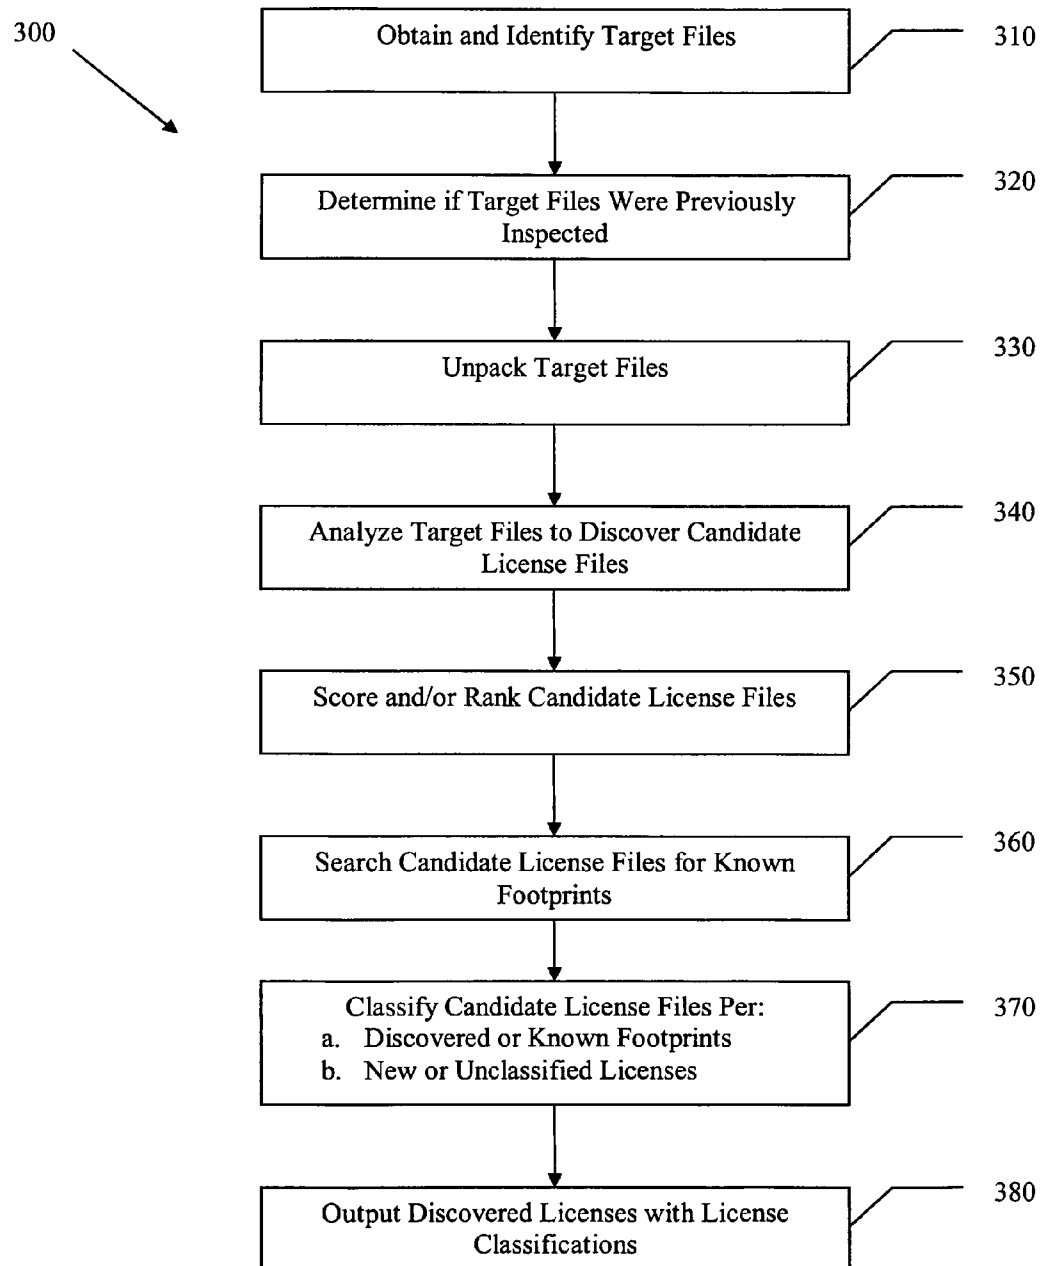 300
Obtain and Identify Target Files
310
Determine if Target Files Were Previously
Inspected
320
Unpack Target Files
330
Analyze Target Files to Discover Candidate
License Files
340
Score and/or Rank Candidate License Files
350
Search Candidate License Files for Known
Footprints
360
Classify Candidate License Files Per:
a. Discovered or Known Footprints
b. New or Unclassified Licenses
370
Output Discovered Licenses with License
Classifications
380